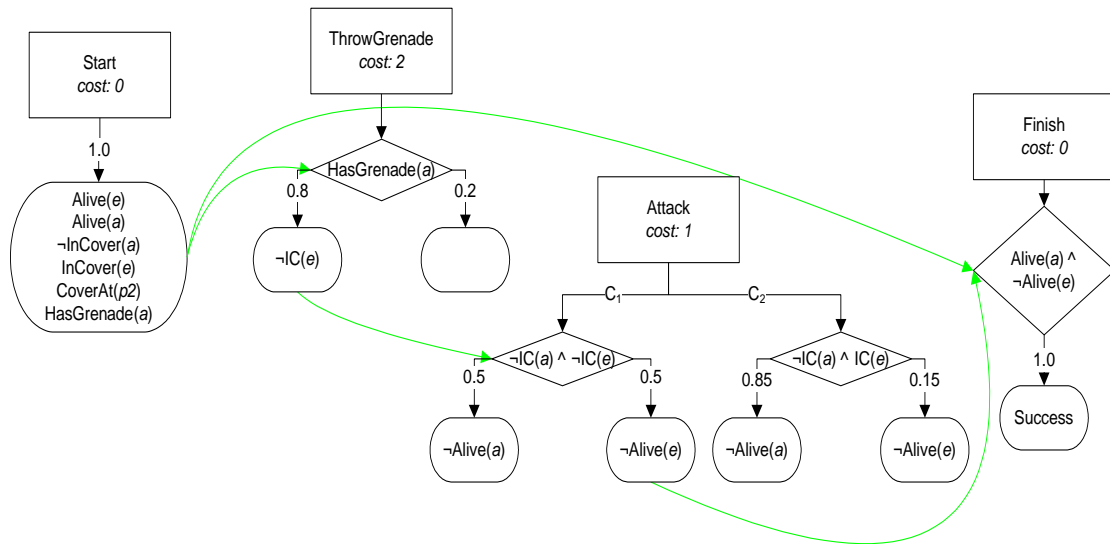 Start
cost: 0
1.0
Alive(e)
Alive(a)
¬InCover(a)
InCover(e)
CoverAt(p2)
HasGrenade(a)
ThrowGrenade
cost: 2
HasGrenade(a)
0.8
0.2
¬IC(e)
Attack
cost: 1
C₁
C₂
¬IC(a) ^ ¬IC(e)
¬IC(a) ^ IC(e)
0.5
0.5
0.85
0.15
¬Alive(a)
¬Alive(e)
¬Alive(a)
¬Alive(e)
Finish
cost: 0
Alive(a) ^
¬Alive(e)
1.0
Success